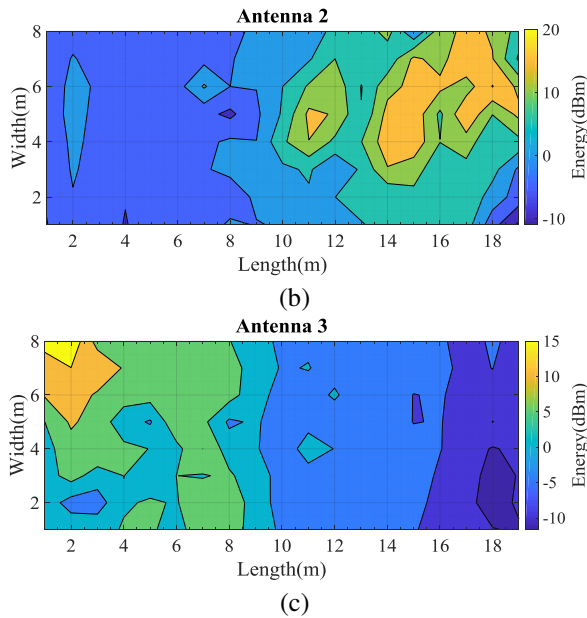 Antenna 2
8
6
4
2
Width(m)
2 4 6 8 10 12 14 16 18
Length(m)
20
10
0
-10
Energy(dBm)
(b)
Antenna 3
8
6
4
2
Width(m)
2 4 6 8 10 12 14 16 18
Length(m)
15
10
5
0
-5
-10
Energy(dBm)
(c)